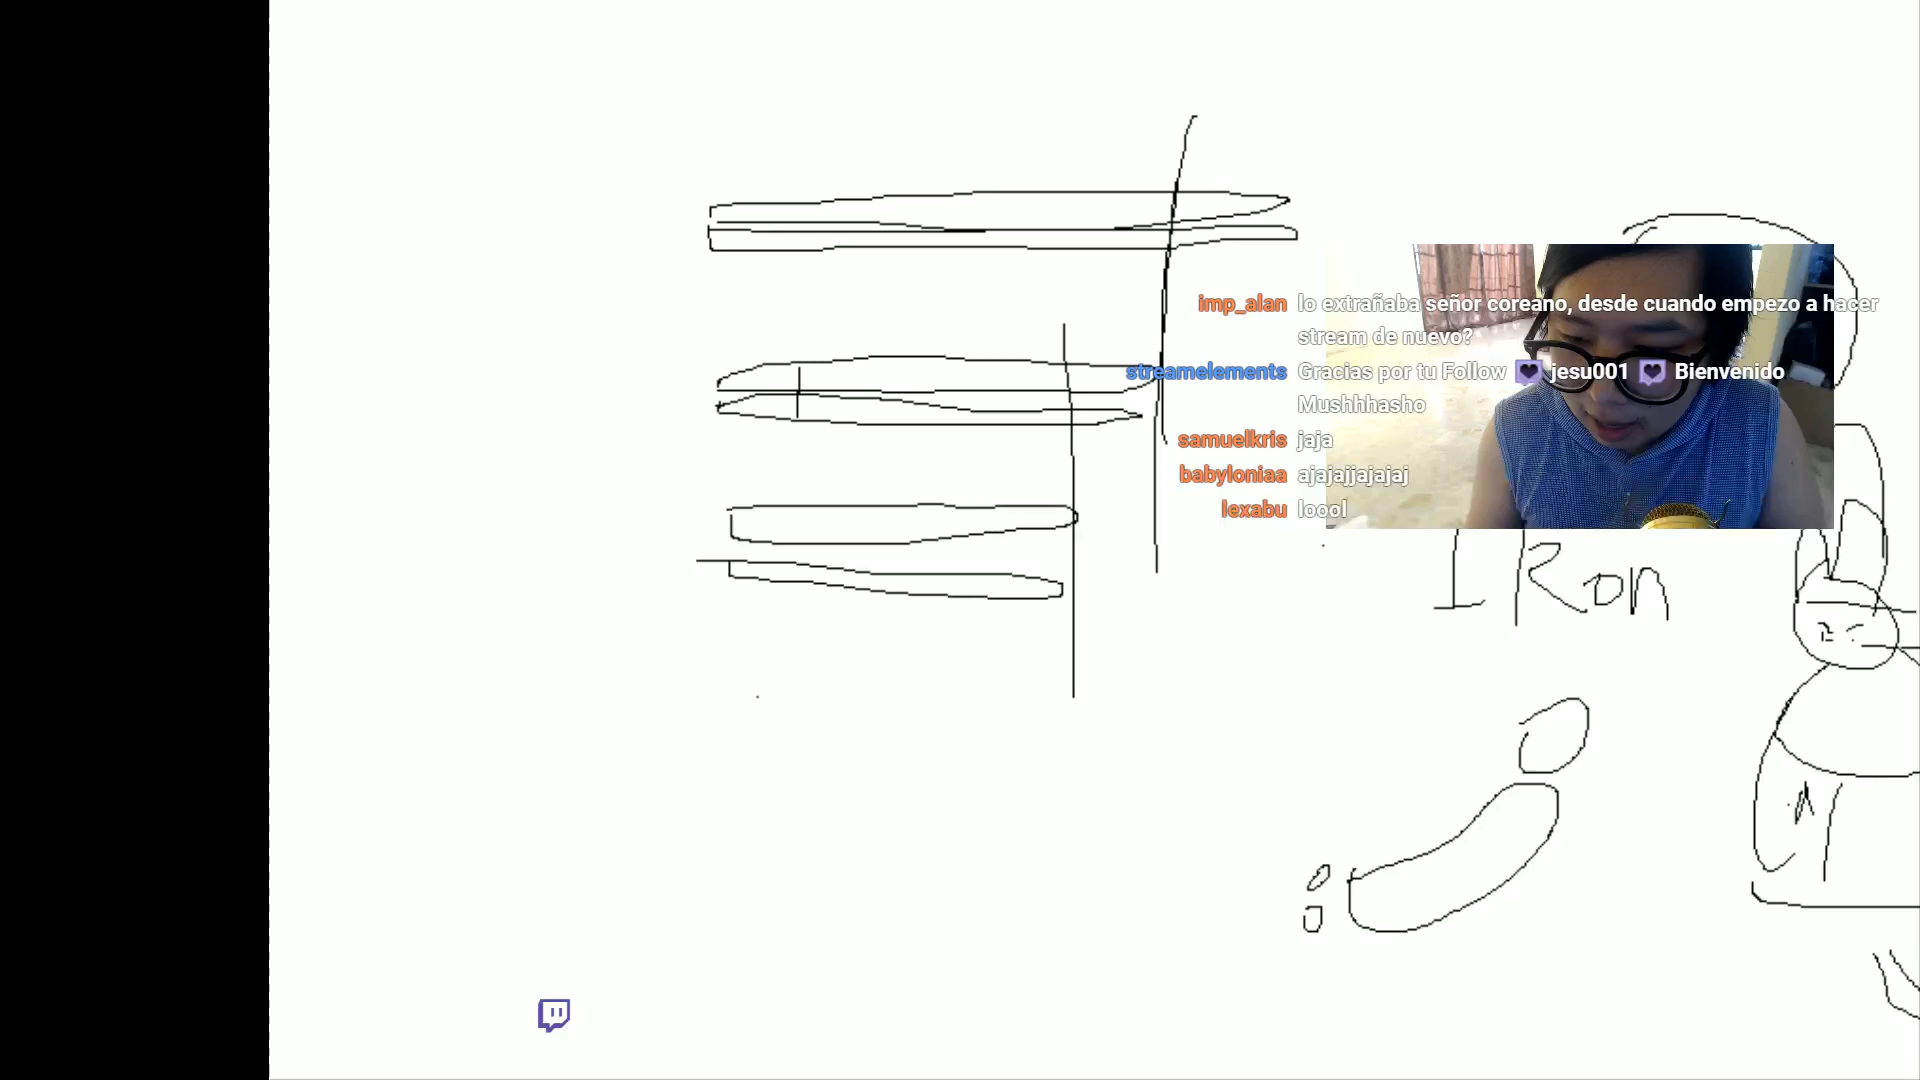 imp_alan lo extrañaba señor coreano, desde cuando empezo a hacer
stream de nuevo?
streamelements Gracias por tu Follow jesu001 Bienvenido
Mushhhasho
samuelkris jaja
babyloniaa ajajajjajajaj
lexabu loool
I Ron